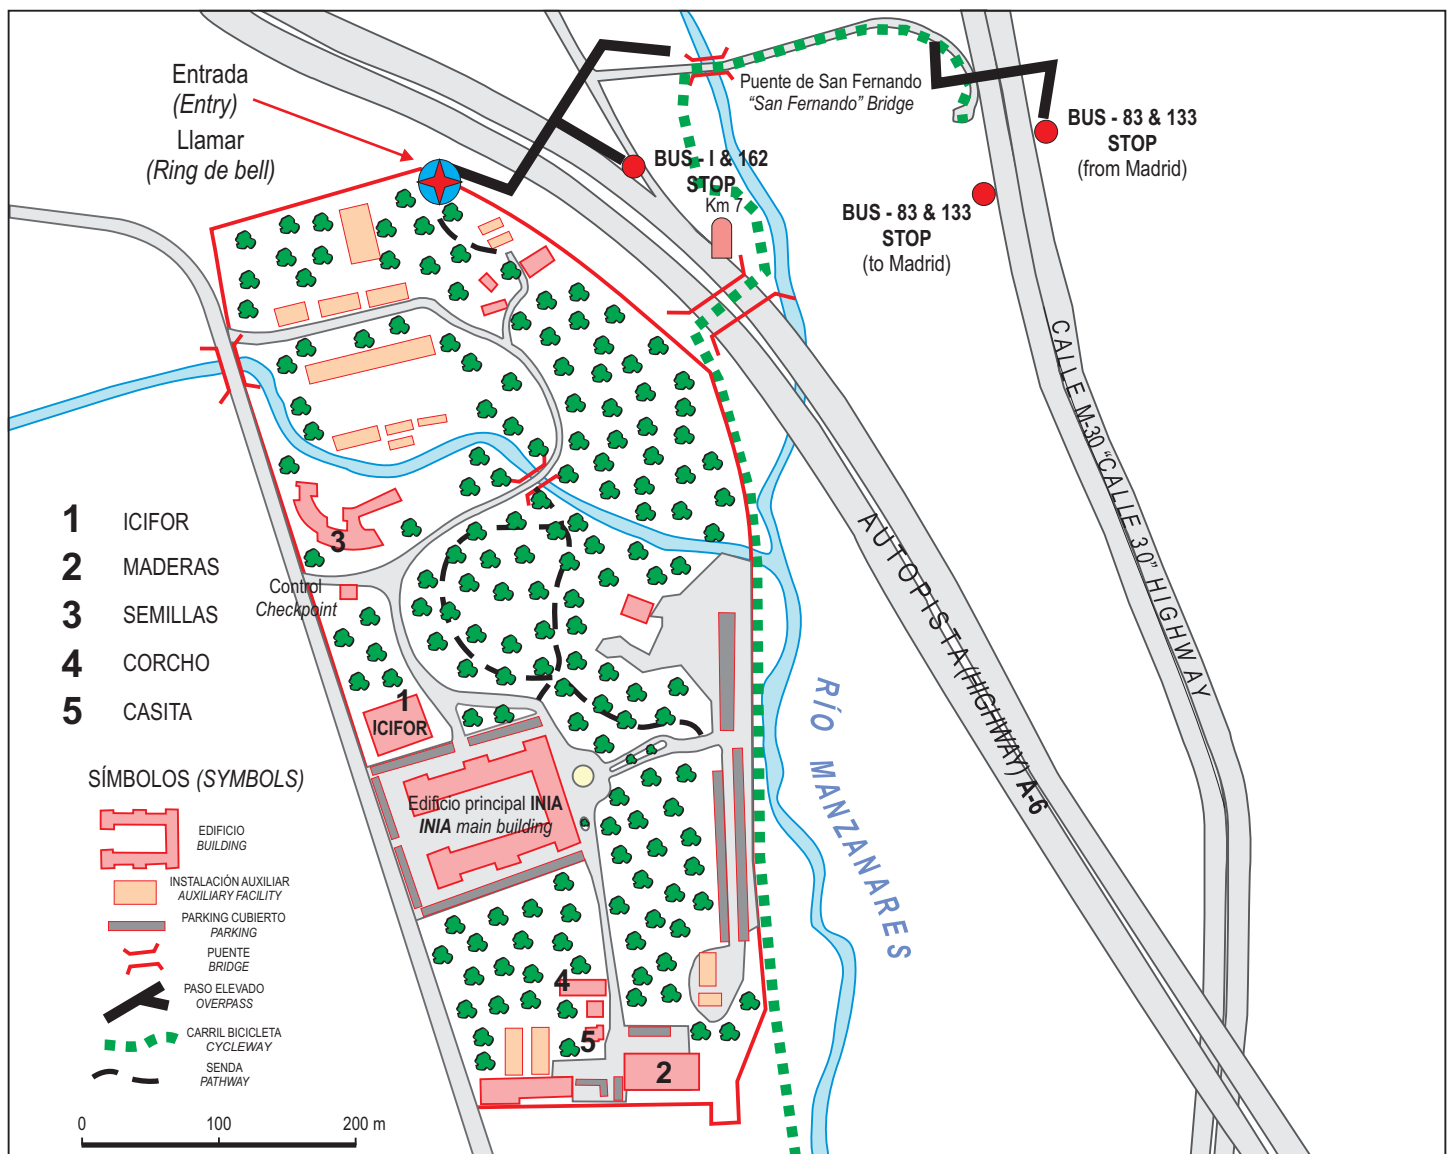 Entrada
(Entry)
Llamar
(Ring de bell)
Puente de San Fernando
“San Fernando” Bridge
BUS - 83 & 133
STOP
(from Madrid)
BUS - I & 162
STOP
Km 7
BUS - 83 & 133
STOP
(to Madrid)
CALLE M-30 “CALLE 30” HIGHWAY
AUTOPISTA (HIGHWAY) A-6
RÍO MANZANARES
1 ICIFOR
2 MADERAS
3 SEMILLAS
4 CORCHO
5 CASITA
3
Control
Checkpoint
1
ICIFOR
Edificio principal INIA
INIA main building
4
5
2
SÍMBOLOS (SYMBOLS)
EDIFICIO
BUILDING
INSTALACIÓN AUXILIAR
AUXILIARY FACILITY
PARKING CUBIERTO
PARKING
PUENTE
BRIDGE
PASO ELEVADO
OVERPASS
CARRIL BICICLETA
CYCLEWAY
SENDA
PATHWAY
0 100 200 m